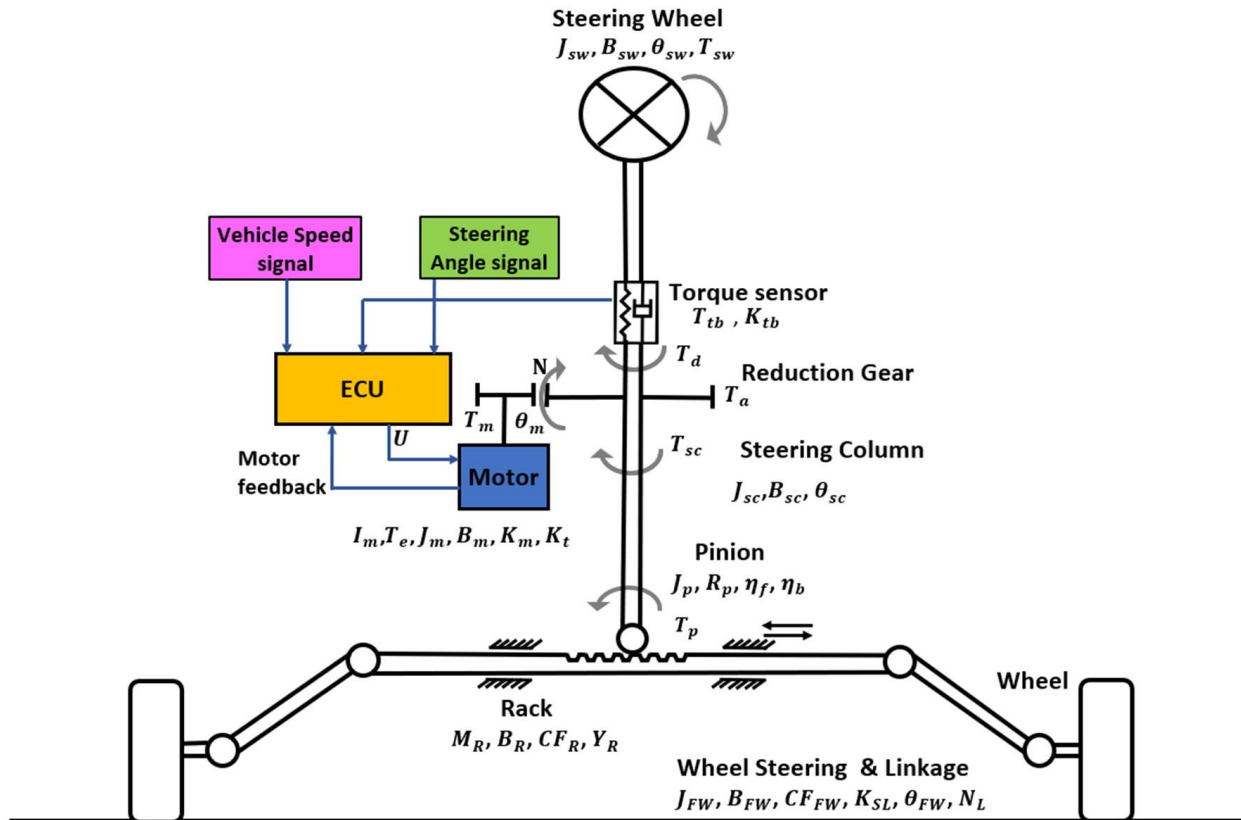 Steering Wheel
J_sw, B_sw, θ_sw, T_sw
Vehicle Speed
signal
Steering
Angle signal
Torque sensor
T_tb , K_tb
T_d
N
Reduction Gear
T_a
ECU
T_m
θ_m
U
T_sc
Steering Column
J_sc,B_sc, θ_sc
Motor
feedback
Motor
I_m,T_e, J_m, B_m, K_m, K_t
Pinion
J_p, R_p, η_f, η_b
T_p
Wheel
Rack
M_R, B_R, CF_R, Y_R
Wheel Steering & Linkage
J_FW, B_FW, CF_FW, K_SL, θ_FW, N_L